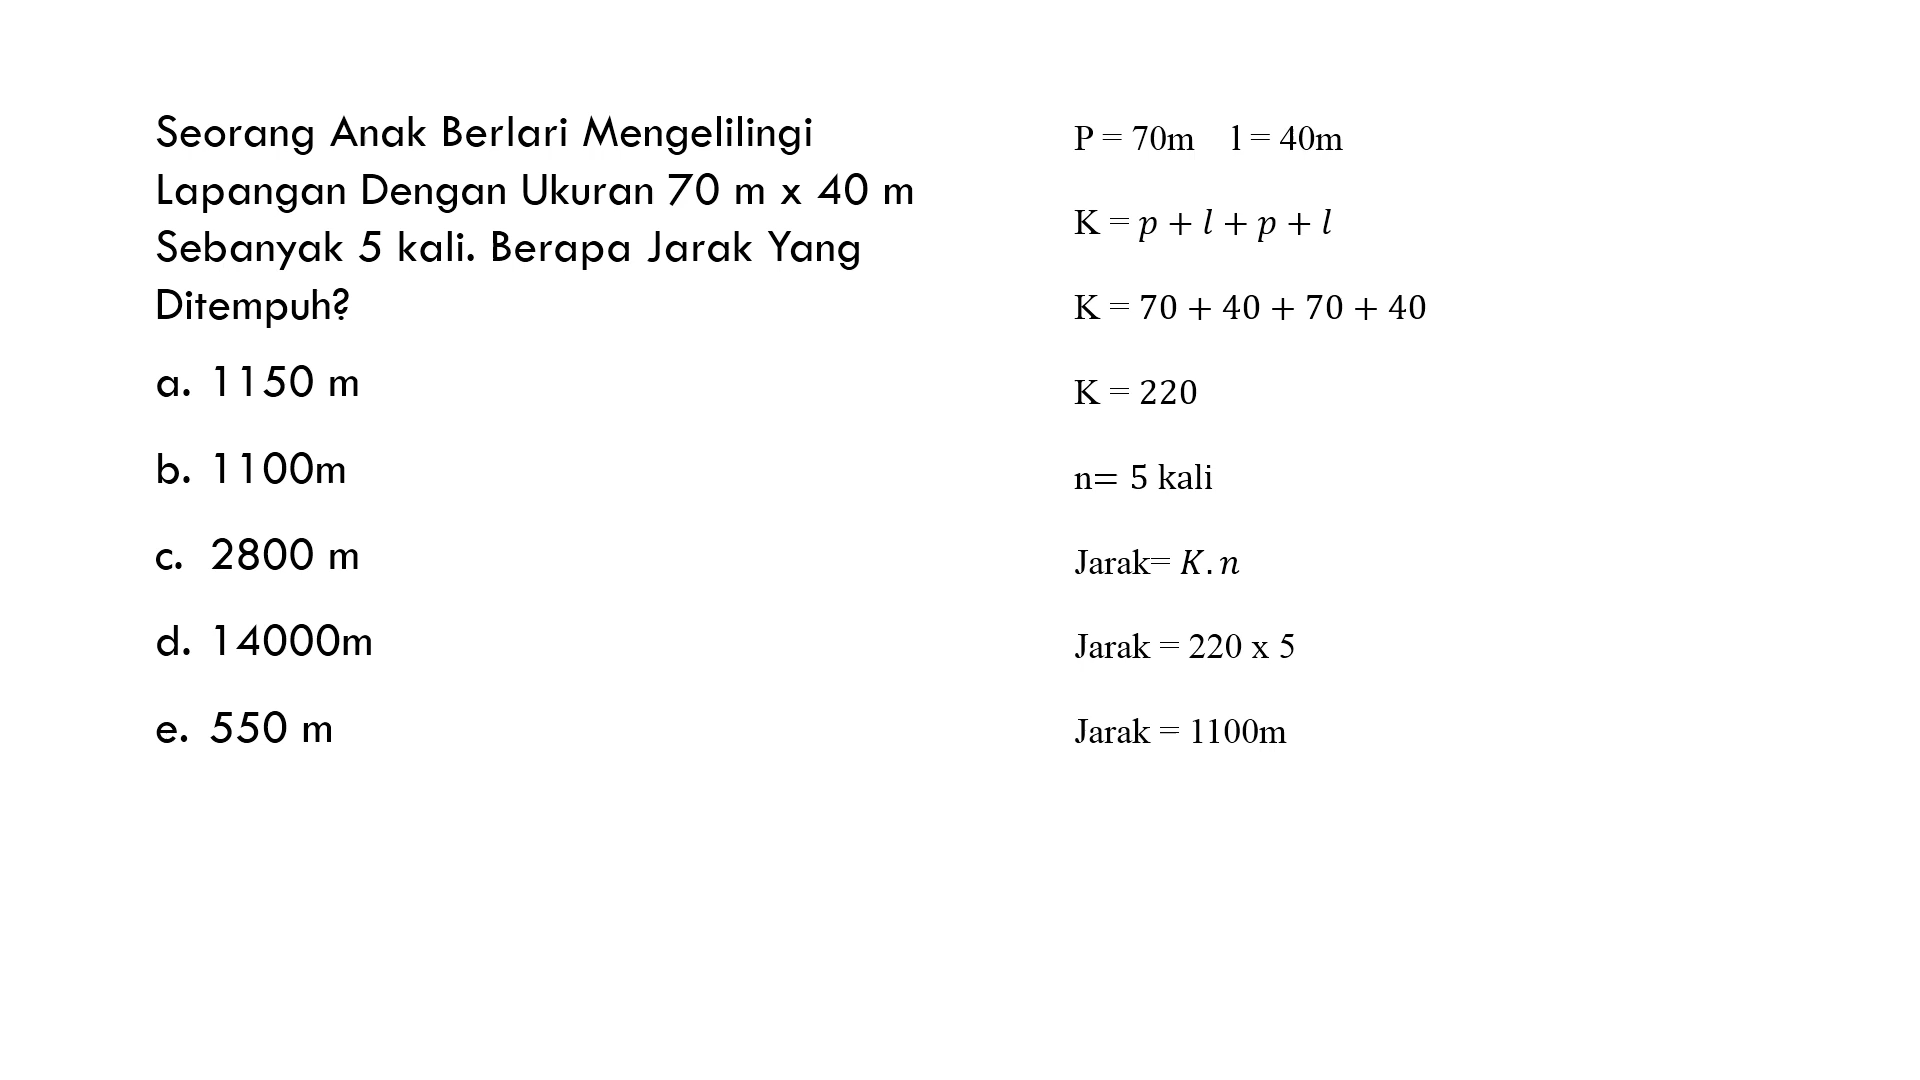 Seorang Anak Berlari Mengelilingi
Lapangan Dengan Ukuran 70 m x 40 m
Sebanyak 5 kali. Berapa Jarak Yang
Ditempuh?
a. 1150 m
b. 1100m
c. 2800 m
d. 14000m
e. 550 m
P = 70m l = 40m
K = p + l + p + l
K = 70 + 40 + 70 + 40
K = 220
n= 5 kali
Jarak= K.n
Jarak = 220 x 5
Jarak = 1100m